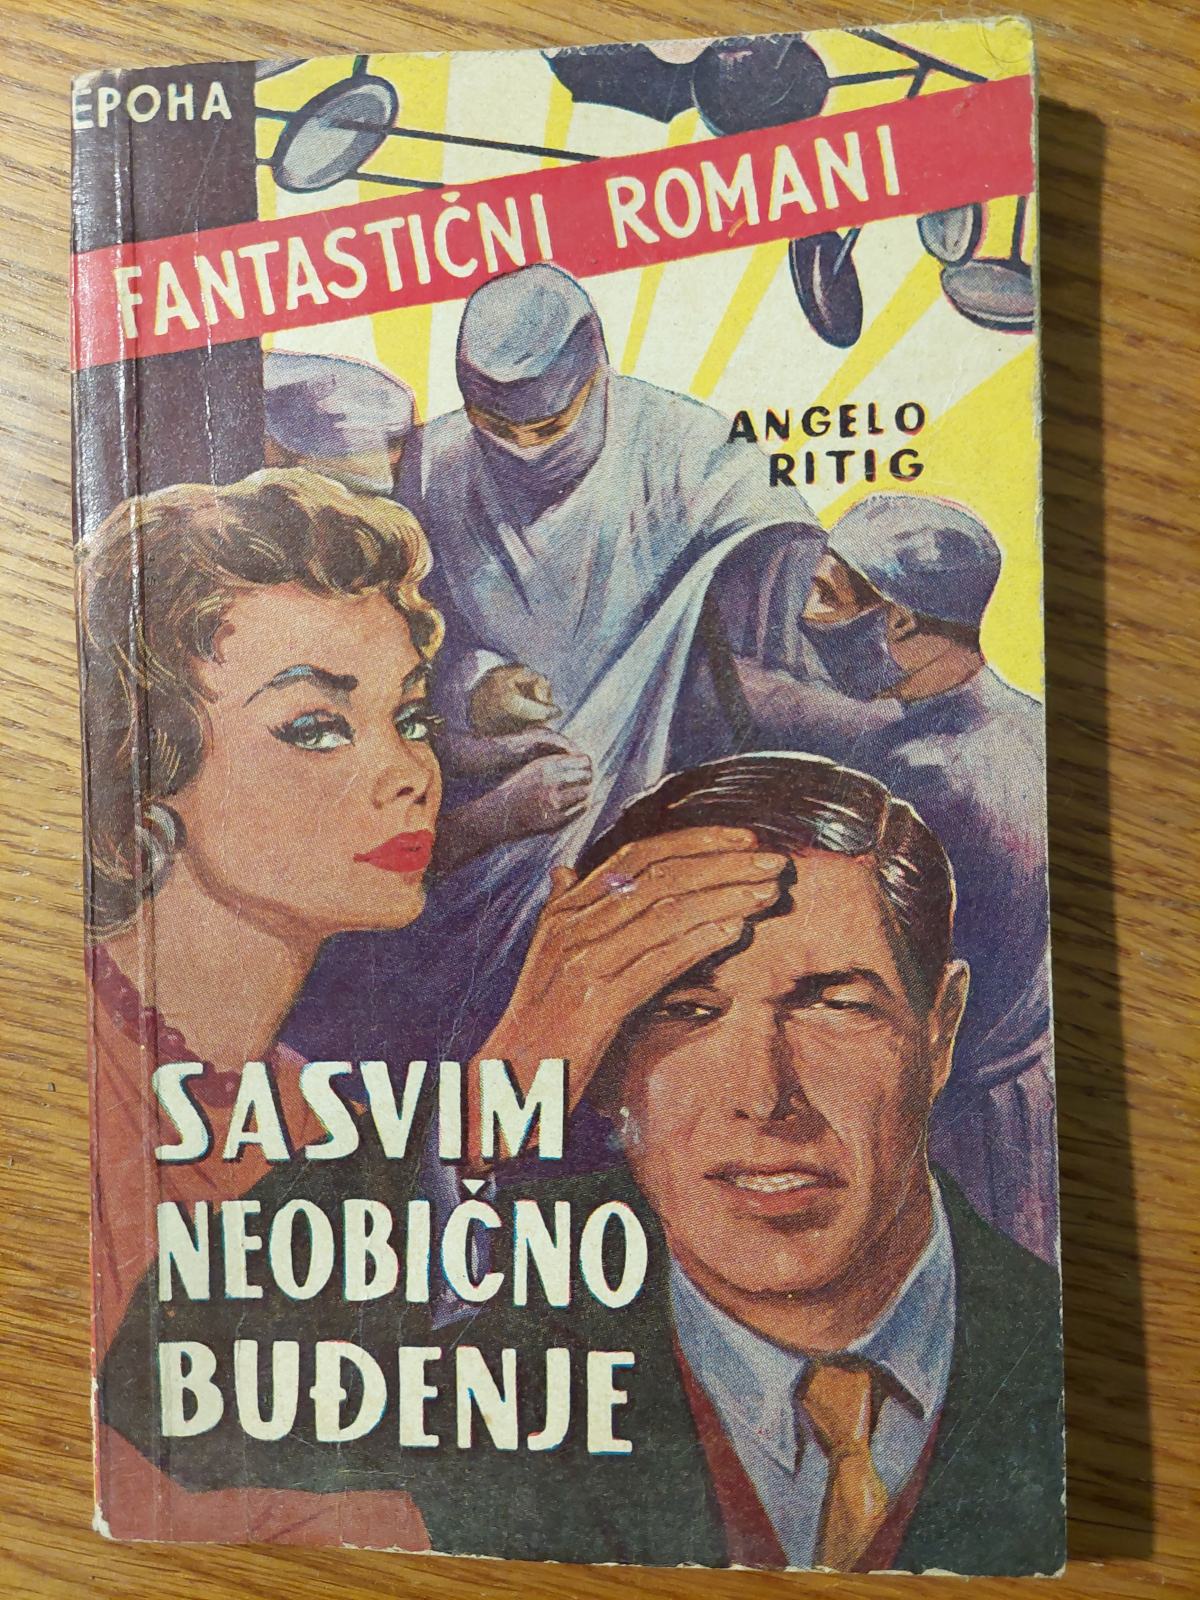 EPOHA
FANTASTIČNI ROMANI
ANGELO
RITIG
SASVIM
NEOBIČNO
BUĐENJE